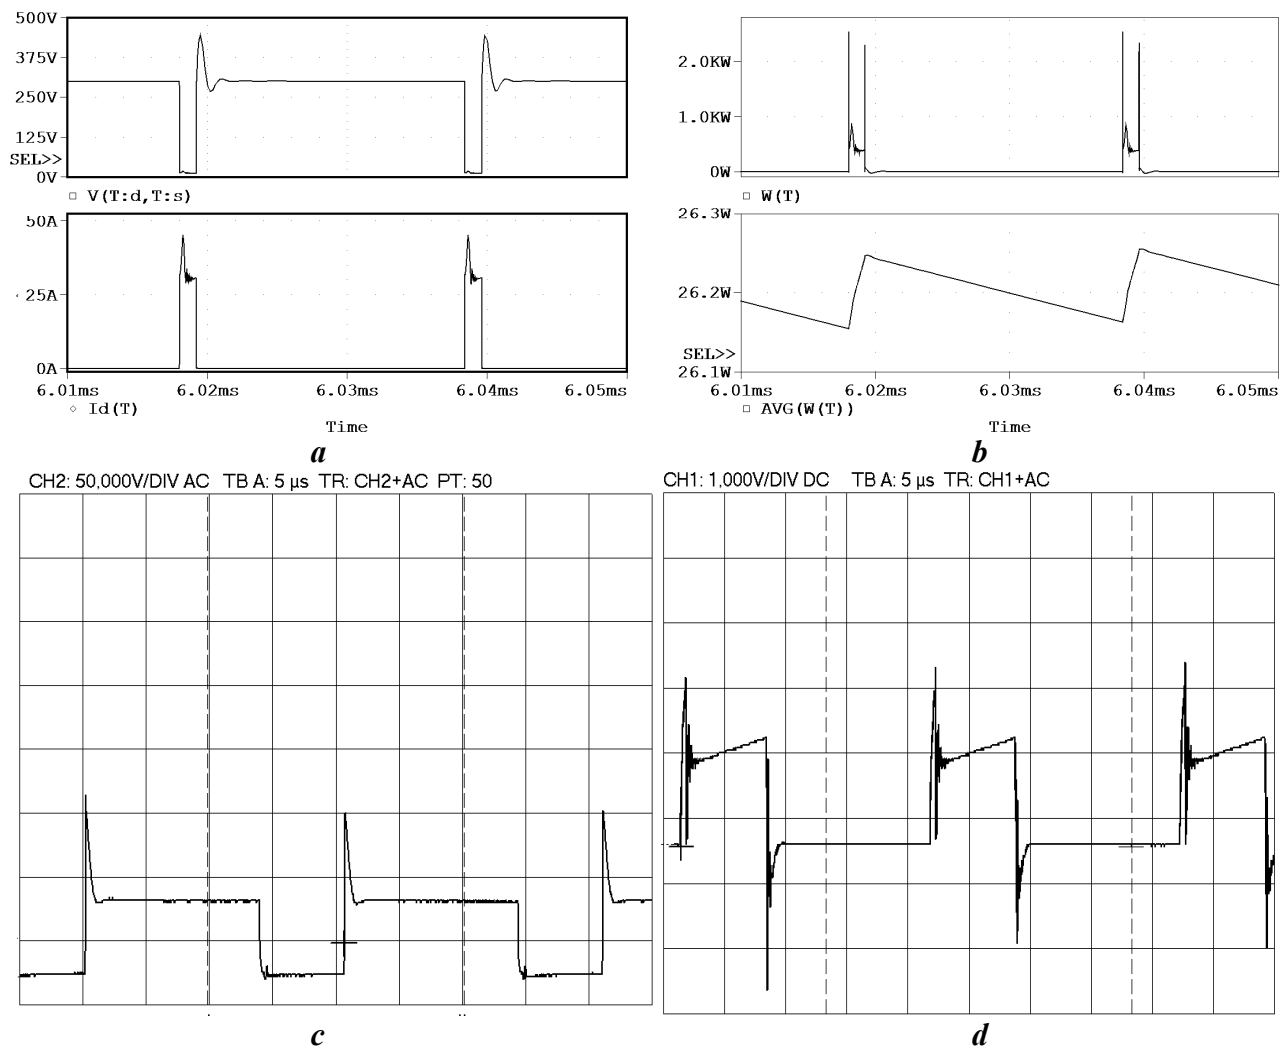 500V
375V
250V
125V
SEL>>
0V
□ V(T:d,T:s)
50A
25A
0A
6.01ms 6.02ms 6.03ms 6.04ms 6.05ms
◇ Id(T)
Time
a
2.0KW
1.0KW
0W
□ W(T)
26.3W
26.2W
SEL>>
26.1W
6.01ms 6.02ms 6.03ms 6.04ms 6.05ms
□ AVG(W(T))
Time
b
CH2: 50,000V/DIV AC TB A: 5 µs TR: CH2+AC PT: 50
c
CH1: 1,000V/DIV DC TB A: 5 µs TR: CH1+AC
d